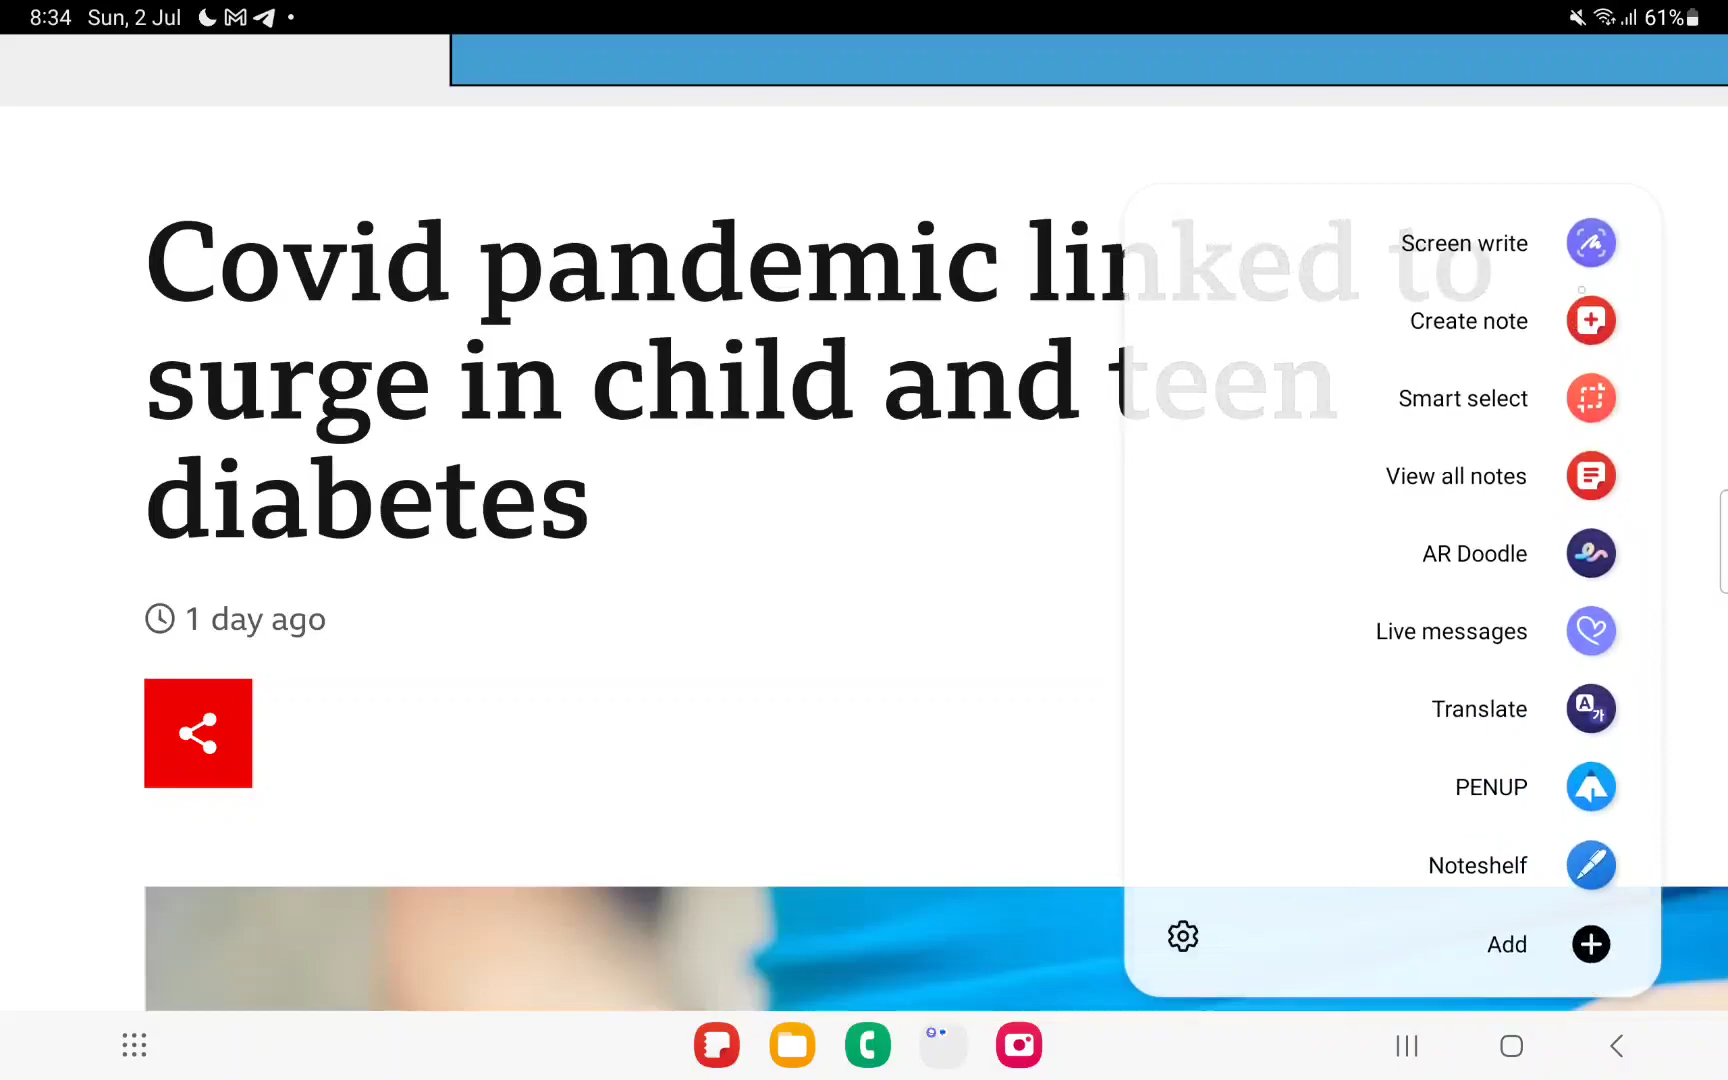 8:34 Sun, 2 Jul
61%
Covid pandemic linked to
surge in child and teen
diabetes
1 day ago
Screen write
Create note
Smart select
View all notes
AR Doodle
Live messages
Translate
PENUP
Noteshelf
Add